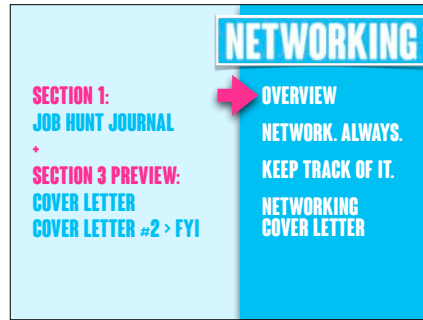 NETWORKING
SECTION 1:
JOB HUNT JOURNAL
+
SECTION 3 PREVIEW:
COVER LETTER
COVER LETTER #2 > FYI
OVERVIEW
NETWORK. ALWAYS.
KEEP TRACK OF IT.
NETWORKING
COVER LETTER